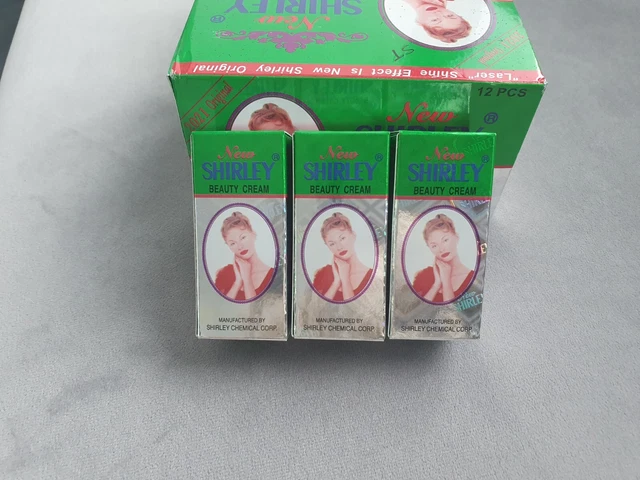 New
SHIRLEY®
ST
"Laser" Shine Effect Is New Shirley Original
12 PCS
New
SHIRLEY®
New
SHIRLEY®
BEAUTY CREAM
MANUFACTURED BY
SHIRLEY CHEMICAL CORP.
New
SHIRLEY®
BEAUTY CREAM
MANUFACTURED BY
SHIRLEY CHEMICAL CORP.
New
SHIRLEY®
BEAUTY CREAM
MANUFACTURED BY
SHIRLEY CHEMICAL CORP.